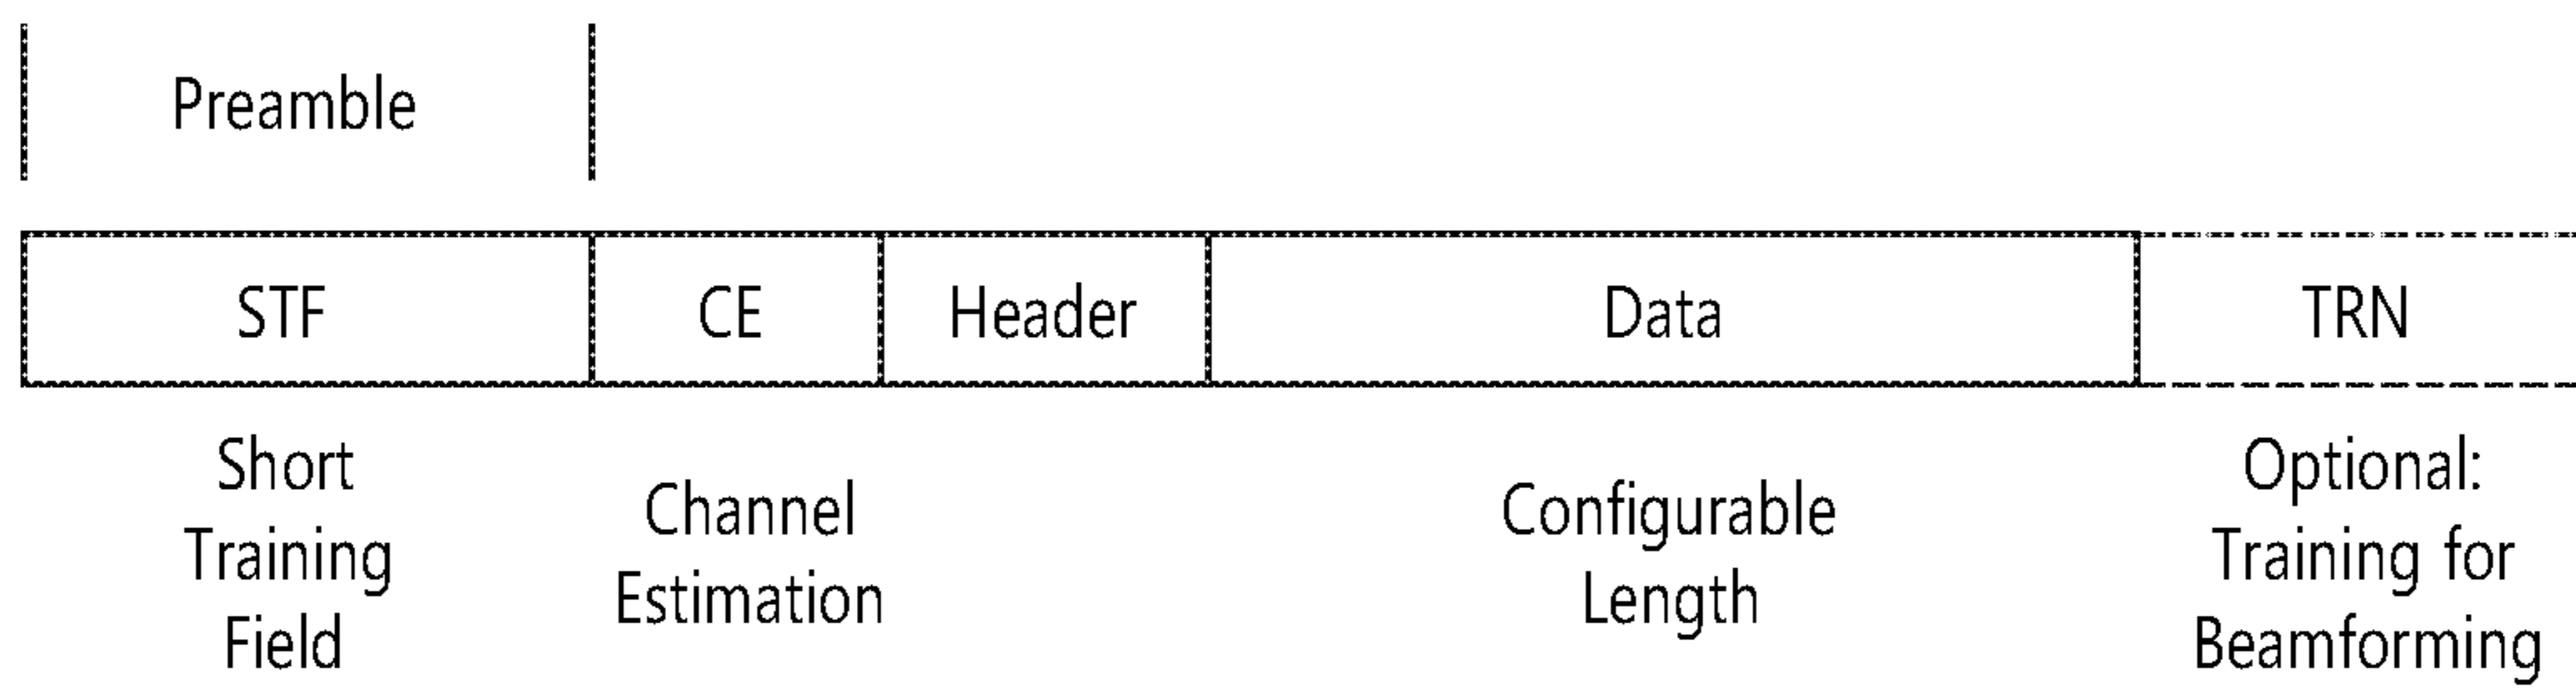 Preamble
STF
CE
Header
Data
TRN
Short
Training
Field
Channel
Estimation
Configurable
Length
Optional:
Training for
Beamforming